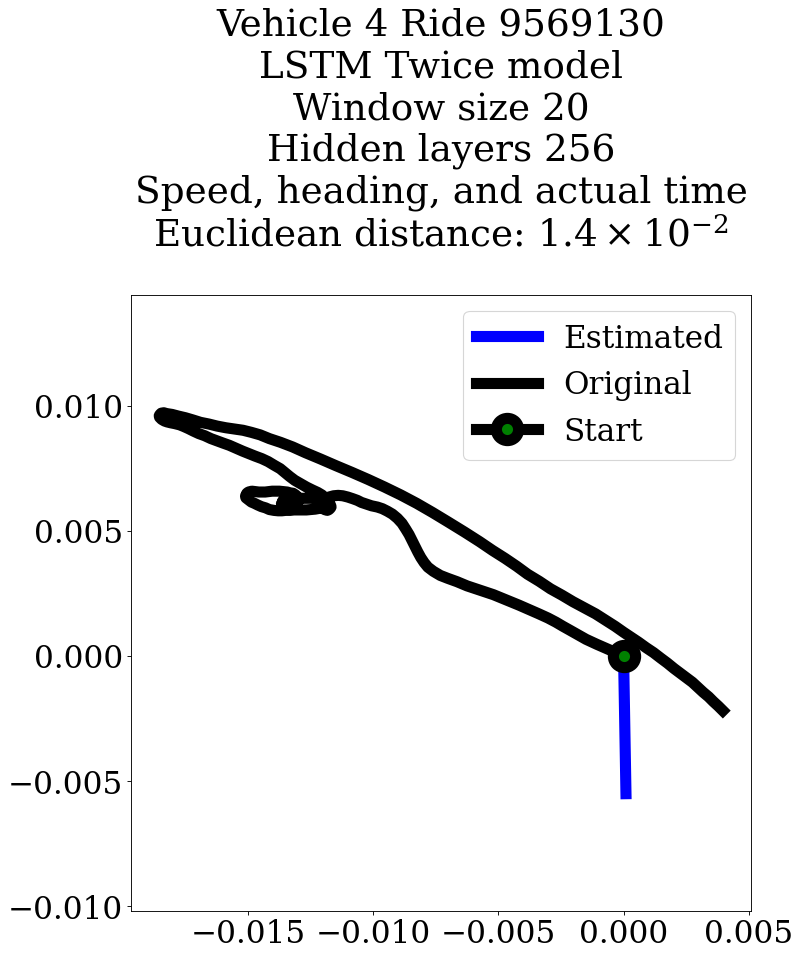 Vehicle 4 Ride 9569130
LSTM Twice model
Window size 20
Hidden layers 256
Speed, heading, and actual time
Euclidean distance: 1.4 × 10⁻²
Estimated
Original
Start
0.010
0.005
0.000
−0.005
−0.010
−0.015 −0.010 −0.005 0.000 0.005